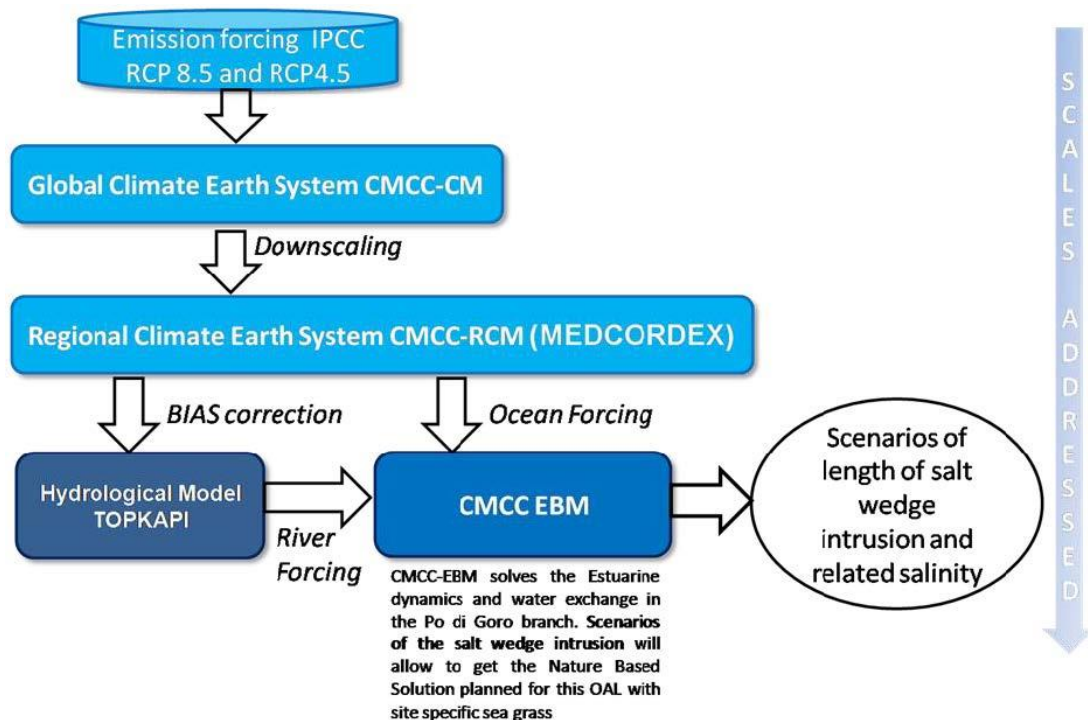 Emission forcing IPCC
RCP 8.5 and RCP4.5
Global Climate Earth System CMCC-CM
Downscaling
Regional Climate Earth System CMCC-RCM (MEDCORDEX)
BIAS correction
Ocean Forcing
Hydrological Model
TOPKAPI
River
Forcing
CMCC EBM
Scenarios of
length of salt
wedge
intrusion and
related salinity
CMCC-EBM solves the Estuarine
dynamics and water exchange in
the Po di Goro branch. Scenarios
of the salt wedge intrusion will
allow to get the Nature Based
Solution planned for this OAL with
site specific sea grass
SCALES ADDRESSED